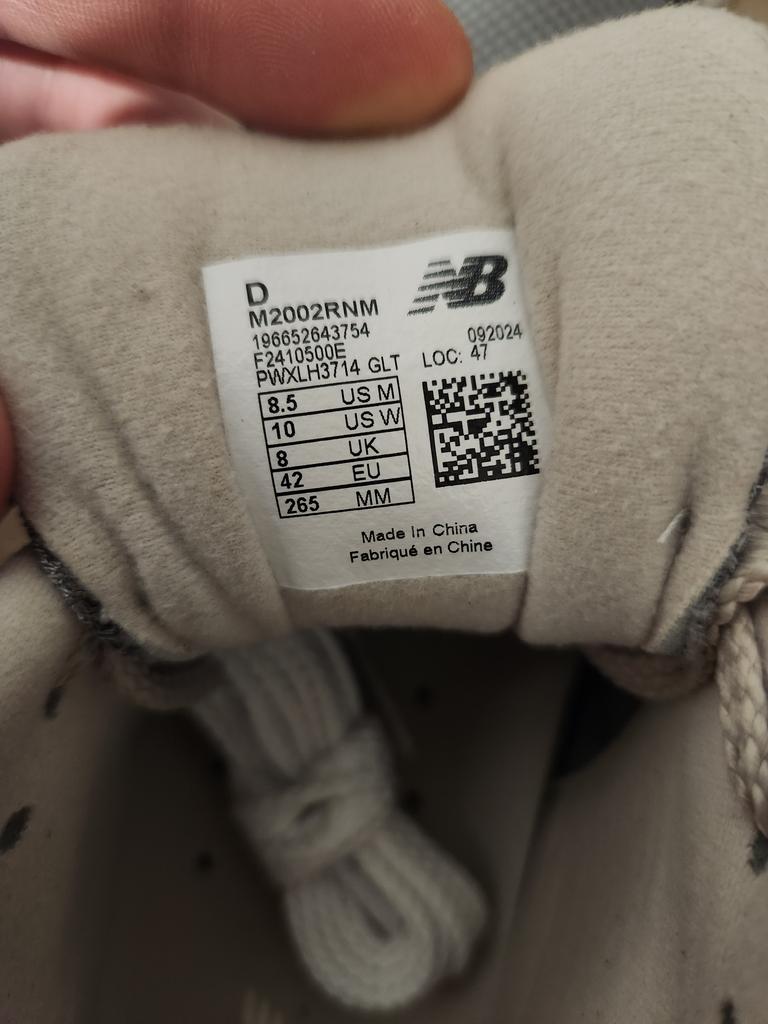 D
NB
M2002RNM
196652643754
092024
F2410500E
LOC: 47
PWXLH3714 GLT
8.5 US M
10 US W
8 UK
42 EU
265 MM
Made In China
Fabriqué en Chine